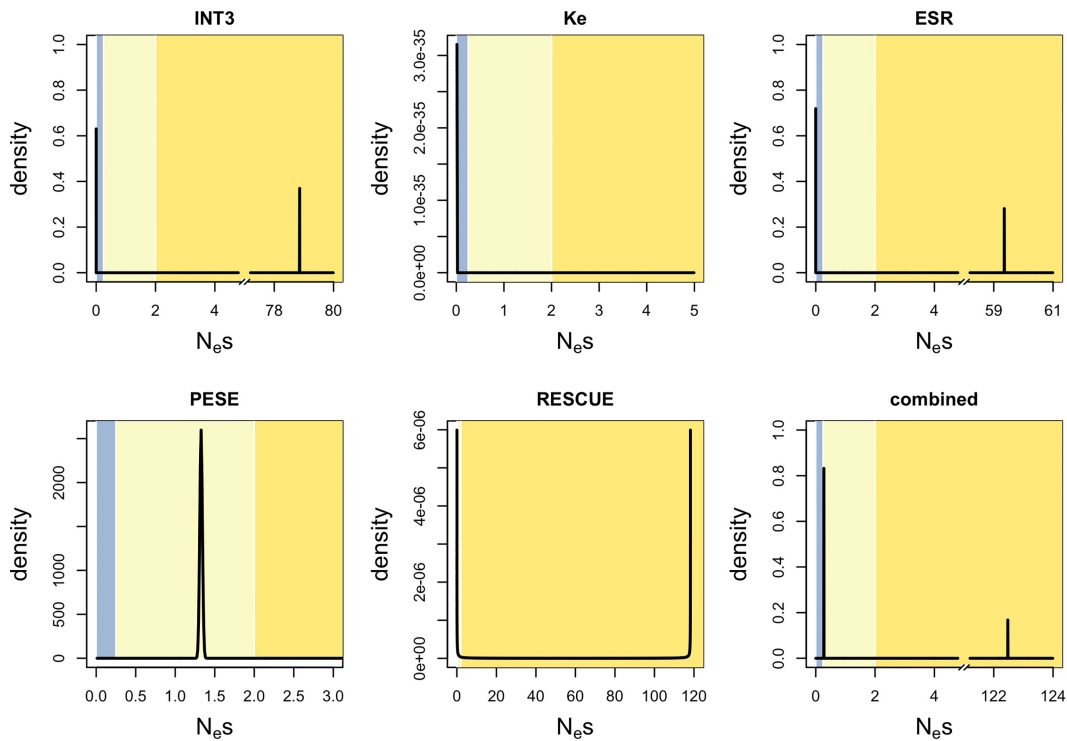 INT3
density
0.0 0.2 0.4 0.6 0.8 1.0
0 2 4 78 80
Nes
Ke
density
0.0e+00 1.0e-35 2.0e-35 3.0e-35
0 1 2 3 4 5
Nes
ESR
density
0.0 0.2 0.4 0.6 0.8 1.0
0 2 4 59 61
Nes
PESE
density
0 500 1000 2000
0.0 0.5 1.0 1.5 2.0 2.5 3.0
Nes
RESCUE
density
0e+00 2e-06 4e-06 6e-06
0 20 40 60 80 100 120
Nes
combined
density
0.0 0.2 0.4 0.6 0.8 1.0
0 2 4 122 124
Nes